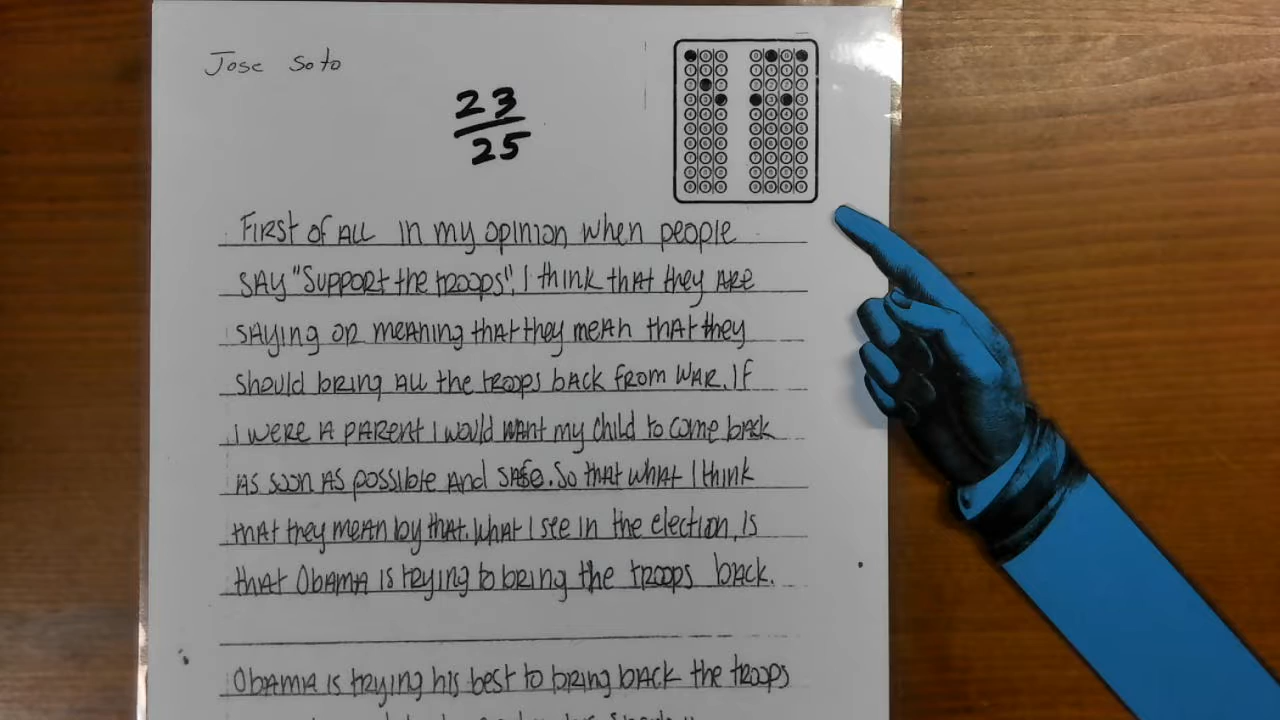 Jose Soto
23
25
First of All in my opinion, when people
say "Support the troops", I think that they are
saying or meaning that they mean that they
should bring all the troops back from war. If
I were a parent I would want my child to come back
as soon as possible and safe. So that what I think
that they mean by that. What I see in the election, is
that Obama is trying to bring the troops back.
Obama is trying his best to bring back the troops